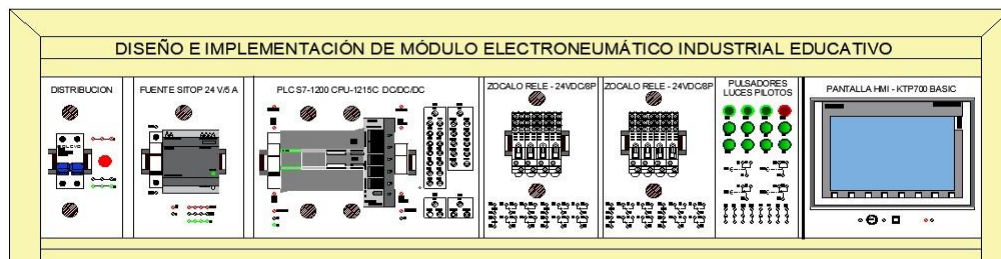 DISEÑO E IMPLEMENTACIÓN DE MÓDULO ELECTRONEUMÁTICO INDUSTRIAL EDUCATIVO
DISTRIBUCION
FUENTE SITOP 24 V/5 A
PLC S7-1200 CPU-1215C DC/DC/DC
ZOCALO RELE - 24VDC/8P
ZOCALO RELE - 24VDC/8P
PULSADORES
LUCES PILOTOS
PANTALLA HMI - KTP700 BASIC